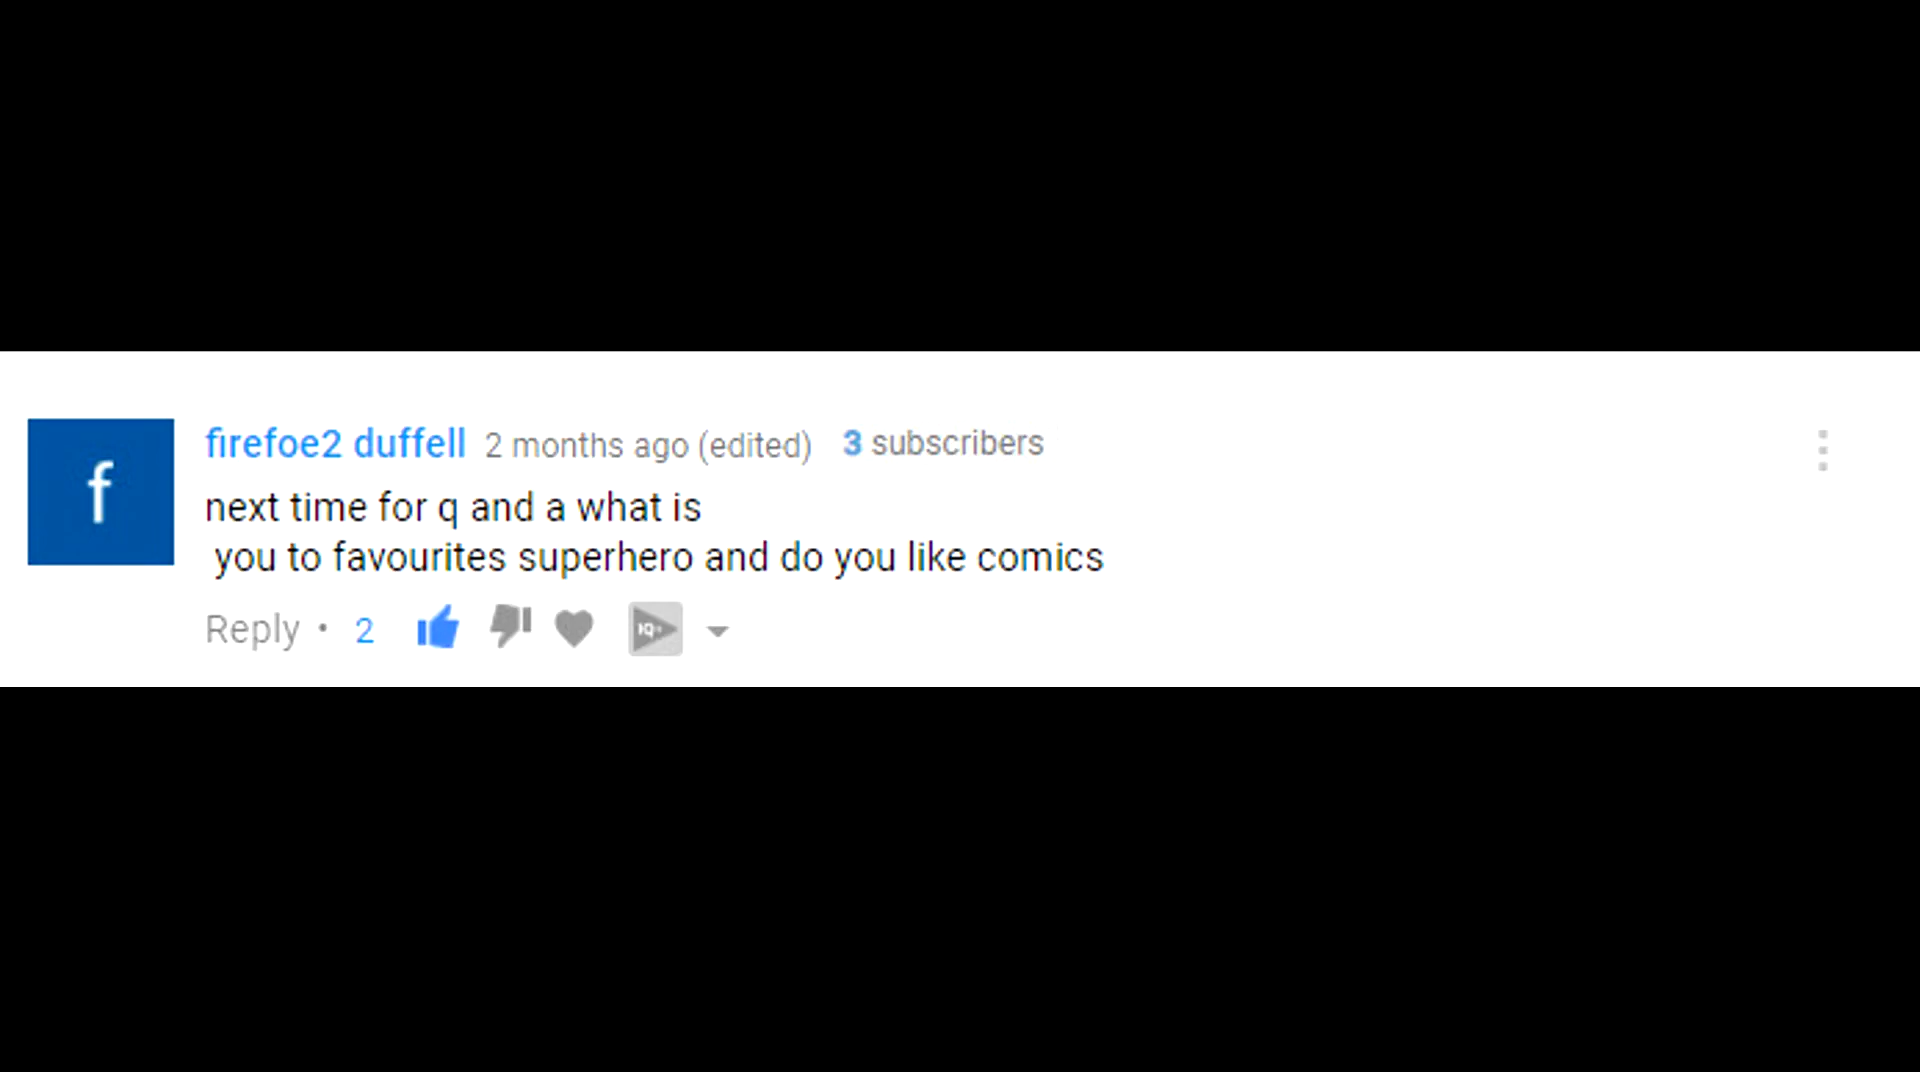 f
firefoe2 duffell 2 months ago (edited) 3 subscribers
next time for q and a what is
you to favourites superhero and do you like comics
Reply • 2
IQ